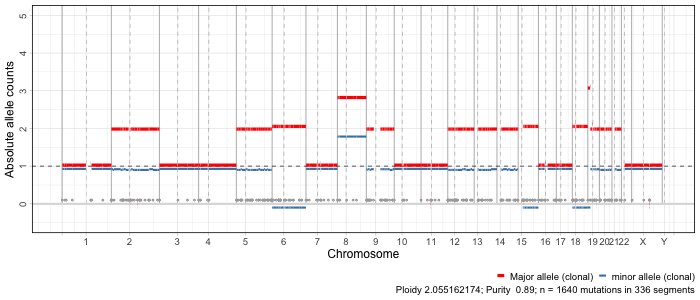 5
4
3
2
1
0
Absolute allele counts
1 2 3 4 5 6 7 8 9 10 11 12 13 14 15 16 17 18 19 20 21 22 X Y
Chromosome
Major allele (clonal) minor allele (clonal)
Ploidy 2.055162174; Purity 0.89; n = 1640 mutations in 336 segments